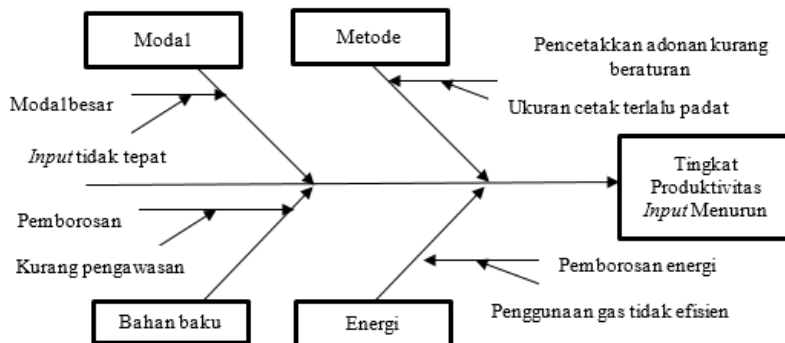 Modal
Metode
Pencetakkan adonan kurang
beraturan
Modal besar
Ukuran cetak terlalu padat
Input tidak tepat
Tingkat
Produktivitas
Input Menurun
Pemborosan
Kurang pengawasan
Pemborosan energi
Penggunaan gas tidak efisien
Bahan baku
Energi